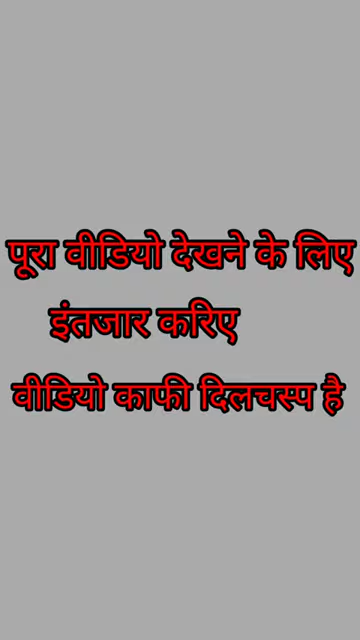 पूरा वीडियो देखने के लिए
इंतजार करिए
वीडियो काफी दिलचस्प है